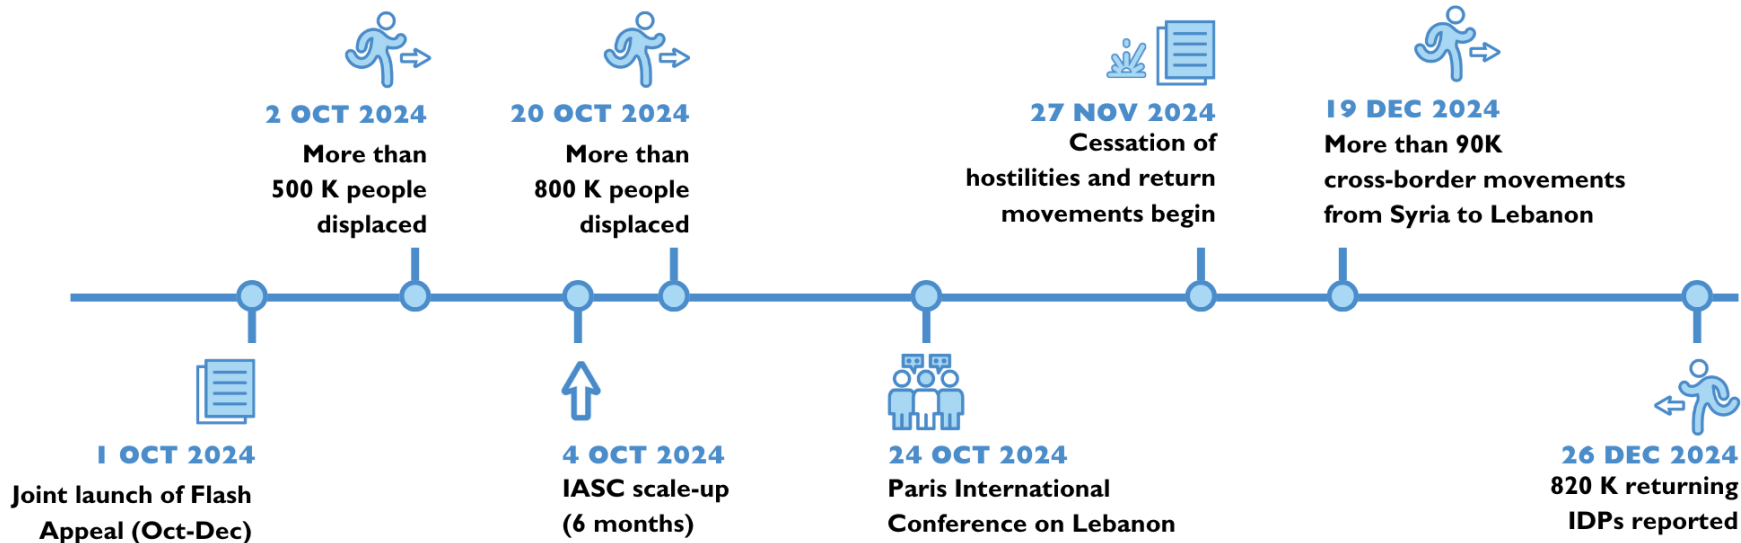 2 OCT 2024
More than
500 K people
displaced
20 OCT 2024
More than
800 K people
displaced
27 NOV 2024
Cessation of
hostilities and return
movements begin
19 DEC 2024
More than 90K
cross-border movements
from Syria to Lebanon
1 OCT 2024
Joint launch of Flash
Appeal (Oct-Dec)
4 OCT 2024
IASC scale-up
(6 months)
24 OCT 2024
Paris International
Conference on Lebanon
26 DEC 2024
820 K returning
IDPs reported